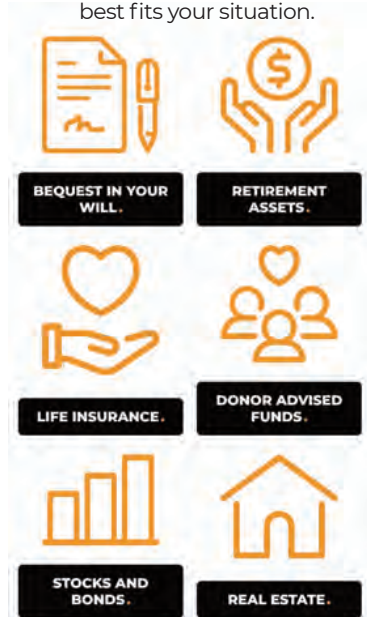 best fits your situation.
BEQUEST IN YOUR
WILL.
RETIREMENT
ASSETS.
LIFE INSURANCE.
DONOR ADVISED
FUNDS.
STOCKS AND
BONDS.
REAL ESTATE.